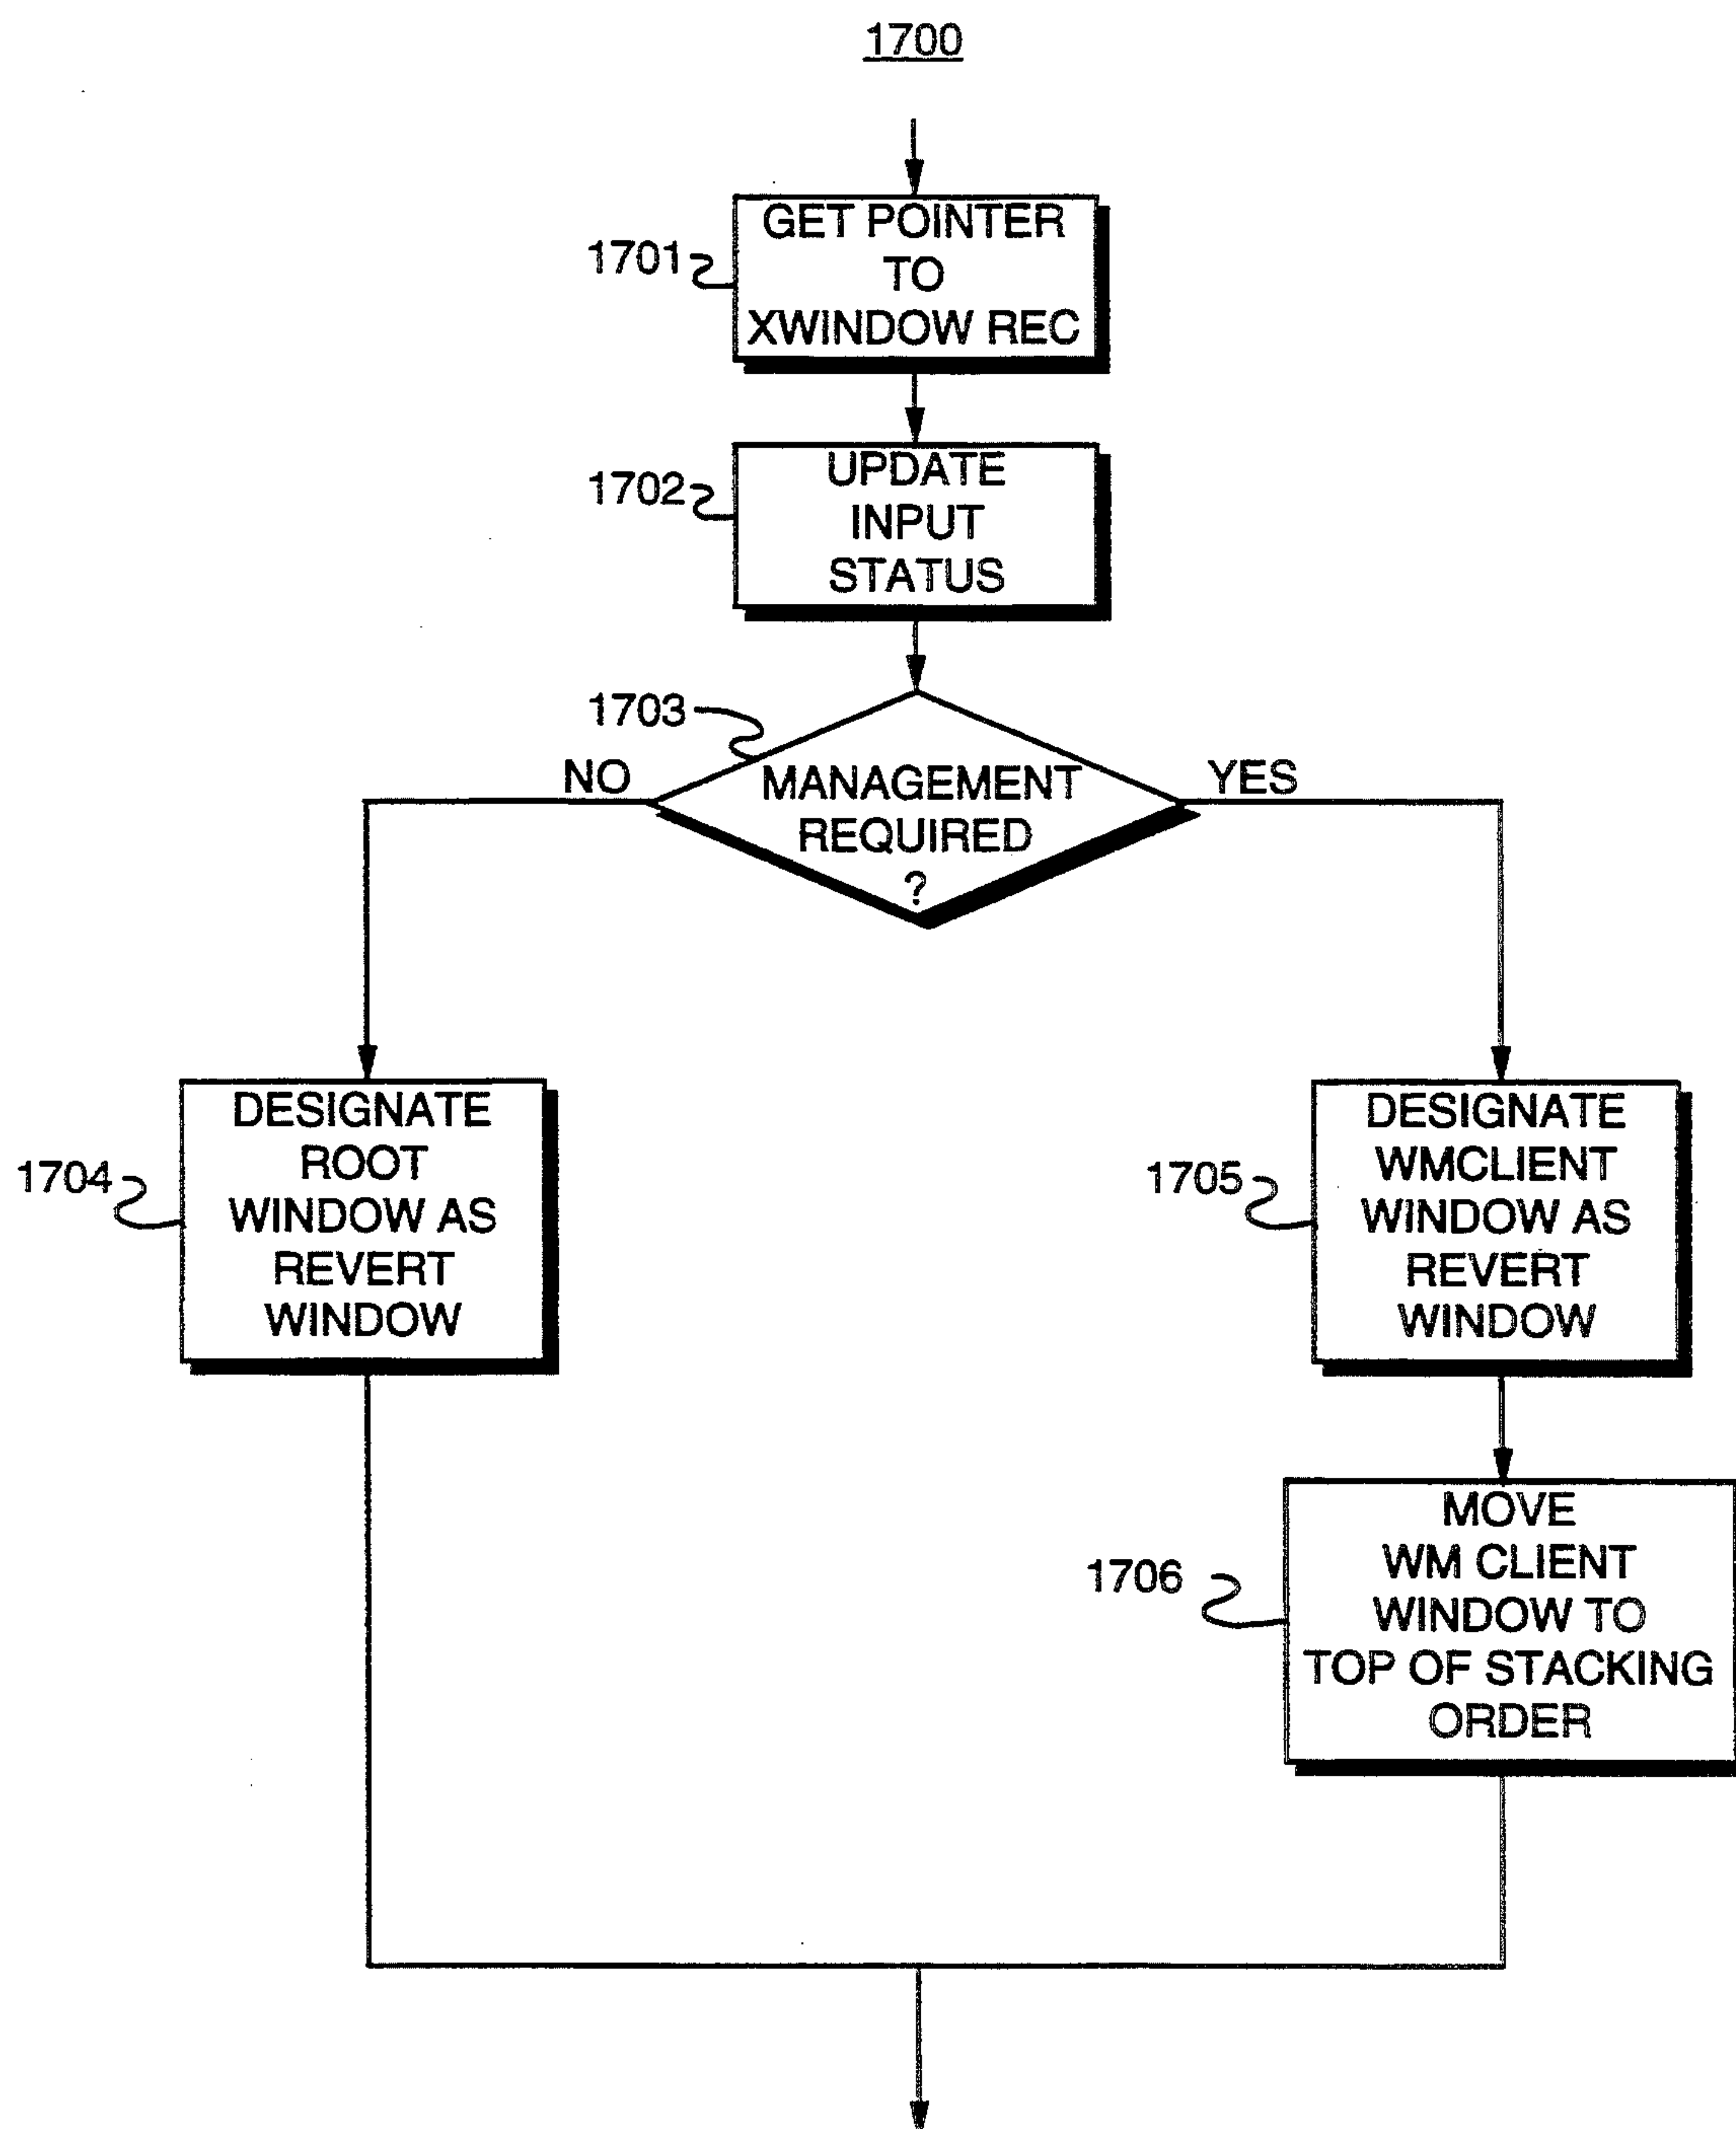 1700
1701
GET POINTER
TO
XWINDOW REC
1702
UPDATE
INPUT
STATUS
1703
NO
MANAGEMENT
REQUIRED
?
YES
1704
DESIGNATE
ROOT
WINDOW AS
REVERT
WINDOW
1705
DESIGNATE
WMCLIENT
WINDOW AS
REVERT
WINDOW
1706
MOVE
WM CLIENT
WINDOW TO
TOP OF STACKING
ORDER